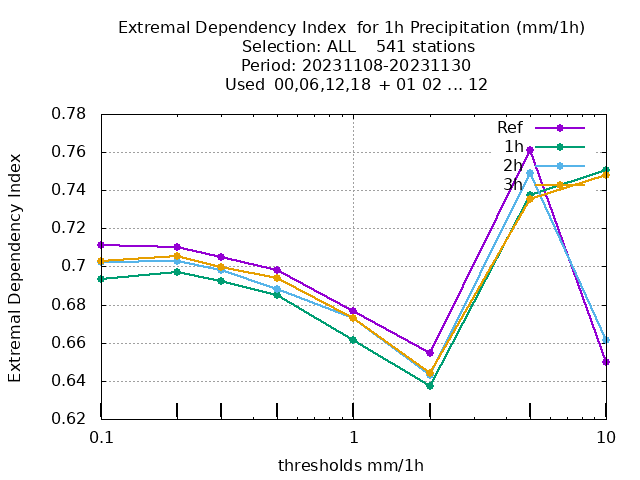 Extremal Dependency Index  for 1h Precipitation (mm/1h)
Selection: ALL    541 stations
Period: 20231108-20231130
Used  00,06,12,18  + 01 02 ... 12
0.78
0.76
0.74
0.72
0.7
0.68
0.66
0.64
0.62
0.1
1
10
Extremal Dependency Index
thresholds mm/1h
Ref
1h
2h
3h